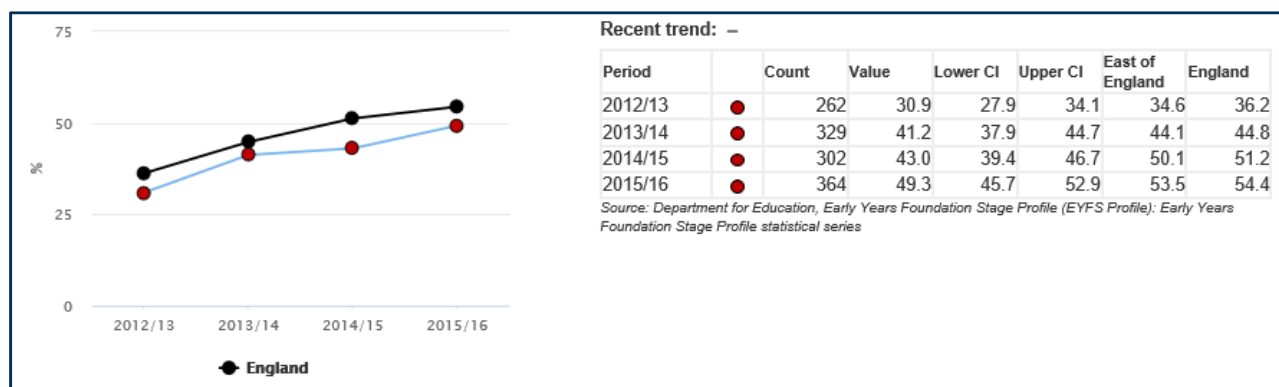 75
50
25
0
%
2012/13 2013/14 2014/15 2015/16
England
Recent trend: –
Period Count Value Lower CI Upper CI East of England England
2012/13 262 30.9 27.9 34.1 34.6 36.2
2013/14 329 41.2 37.9 44.7 44.1 44.8
2014/15 302 43.0 39.4 46.7 50.1 51.2
2015/16 364 49.3 45.7 52.9 53.5 54.4
Source: Department for Education, Early Years Foundation Stage Profile (EYFS Profile): Early Years
Foundation Stage Profile statistical series